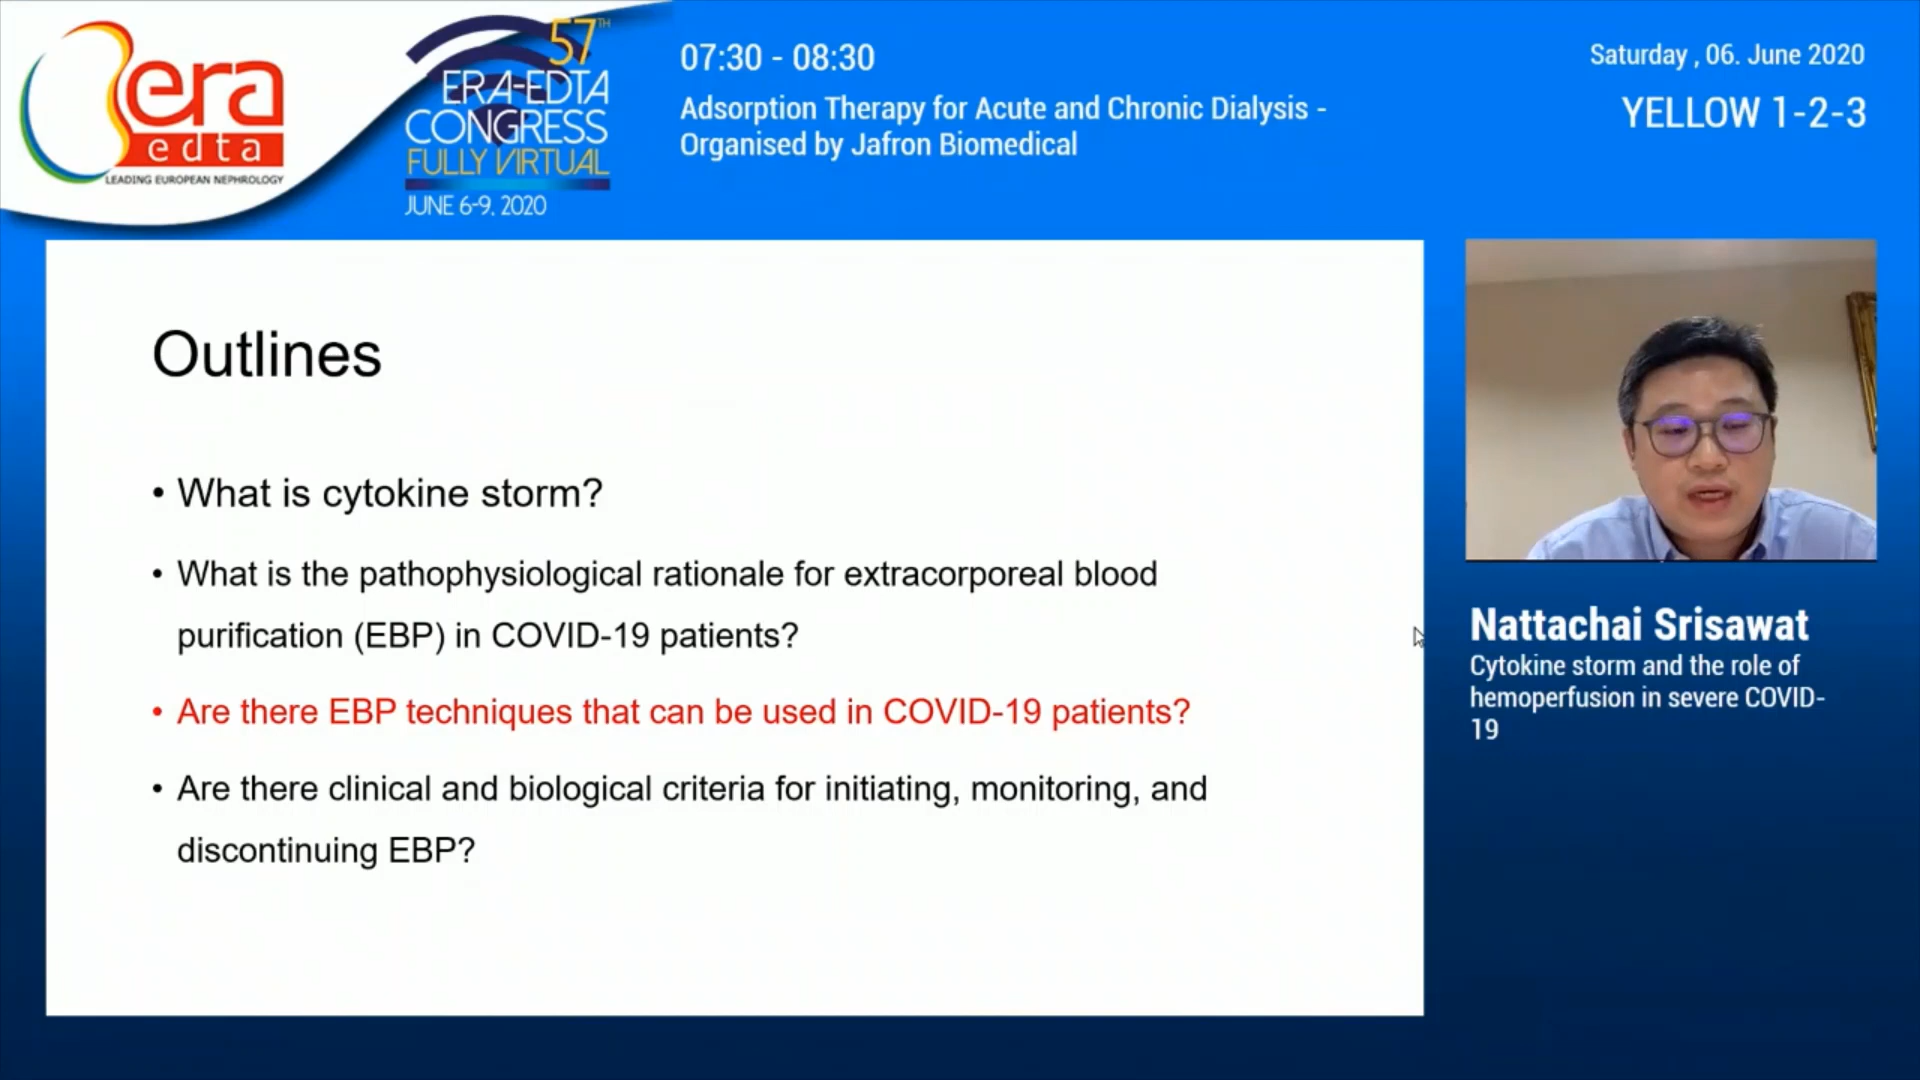 era
edta
LEADING EUROPEAN NEPHROLOGY
57TH
ERA-EDTA
CONGRESS
FULLY VIRTUAL
JUNE 6-9, 2020
07:30 - 08:30
Adsorption Therapy for Acute and Chronic Dialysis -
Organised by Jafron Biomedical
Saturday , 06. June 2020
YELLOW 1-2-3
Outlines
• What is cytokine storm?
• What is the pathophysiological rationale for extracorporeal blood
purification (EBP) in COVID-19 patients?
• Are there EBP techniques that can be used in COVID-19 patients?
• Are there clinical and biological criteria for initiating, monitoring, and
discontinuing EBP?
Nattachai Srisawat
Cytokine storm and the role of
hemoperfusion in severe COVID-
19